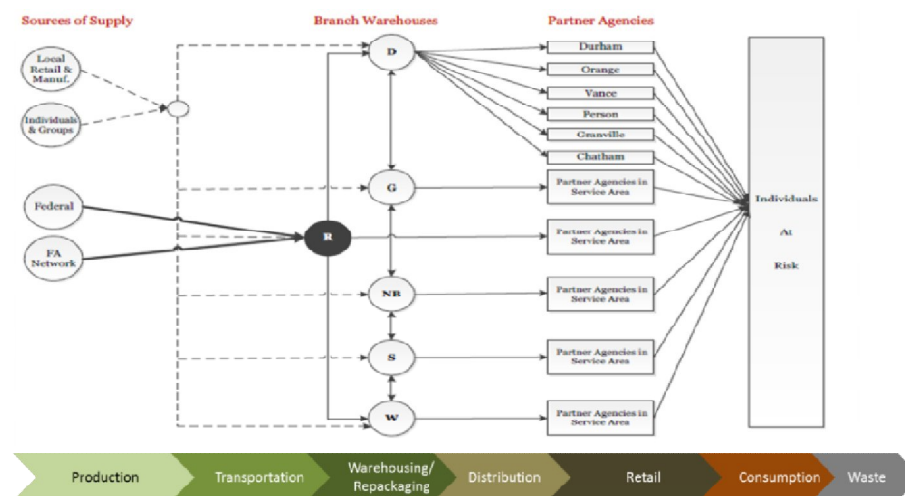 Sources of Supply
Branch Warehouses
Partner Agencies
Local
Retail &
Manuf.
Individuals
& Groups
Federal
FA
Network
D
G
R
NB
S
W
Durham
Orange
Vance
Person
Granville
Chatham
Partner Agencies in
Service Area
Partner Agencies in
Service Area
Partner Agencies in
Service Area
Partner Agencies in
Service Area
Partner Agencies in
Service Area
Individuals
At
Risk
Production
Transportation
Warehousing/
Repackaging
Distribution
Retail
Consumption
Waste